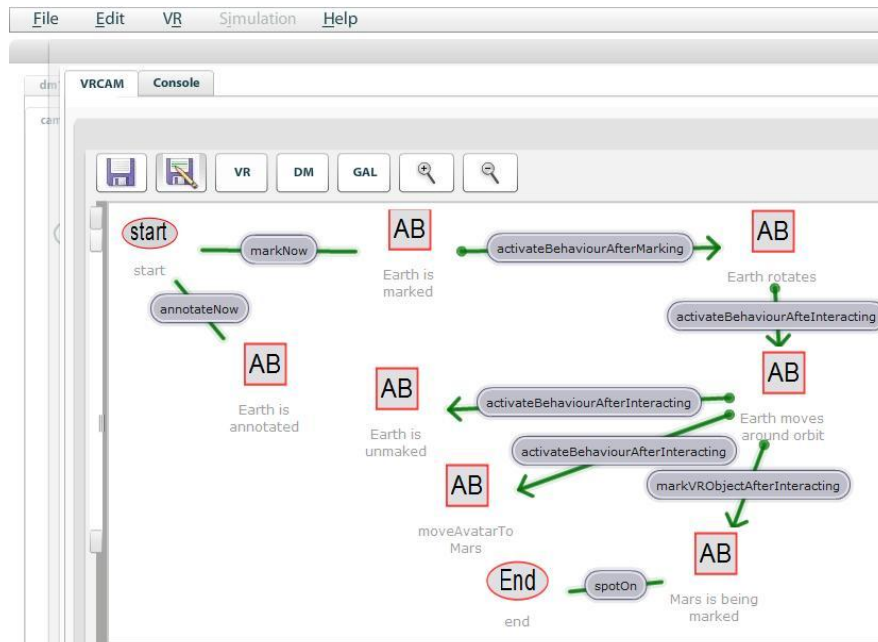 File Edit VR Simulation Help
VRCAM Console
VR DM GAL
start
start
markNow
AB
Earth is
marked
activateBehaviourAfterMarking
AB
Earth rotates
annotateNow
AB
Earth is
annotated
activateBehaviourAfteInteracting
AB
Earth moves
around orbit
activateBehaviourAfterInteracting
AB
Earth is
unmaked
activateBehaviourAfterInteracting
AB
moveAvatarTo
Mars
markVRObjectAfterInteracting
AB
Mars is being
marked
spotOn
End
end